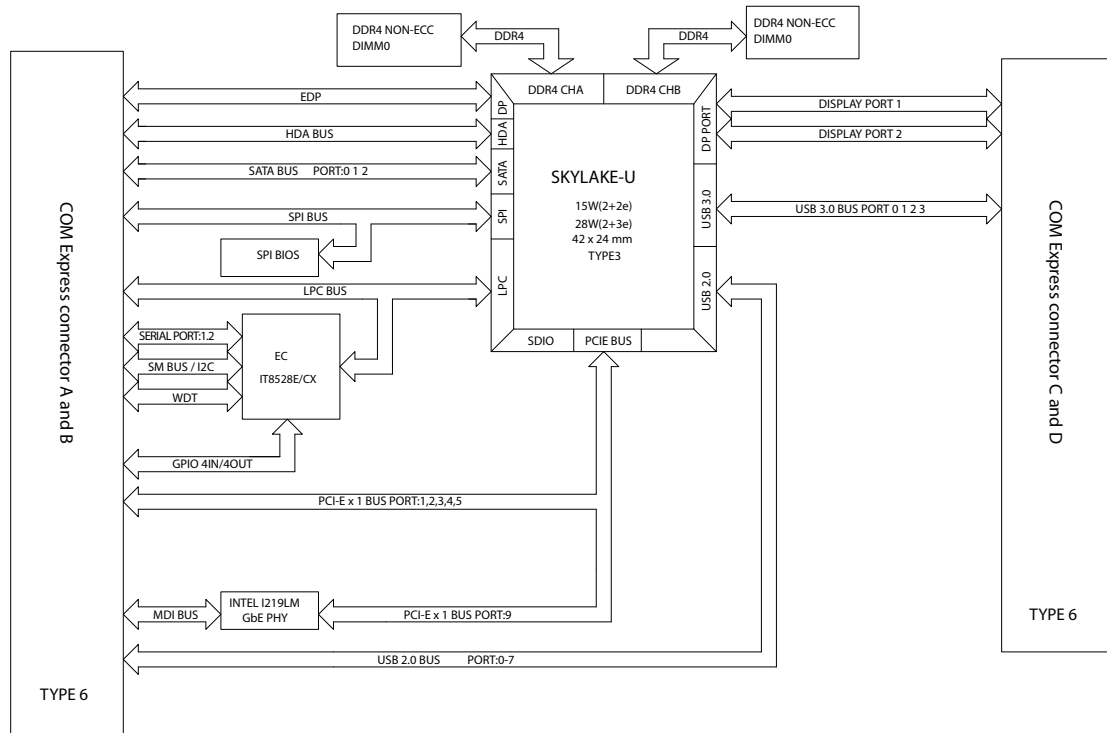 DDR4 NON-ECC
DIMM0
DDR4
DDR4
DDR4 NON-ECC
DIMM0
COM Express connector A and B
TYPE 6
EDP
HDA BUS
SATA BUS PORT:0 1 2
SPI BUS
SPI BIOS
LPC BUS
SERIAL PORT:1.2
SM BUS / I2C
WDT
EC
IT8528E/CX
GPIO 4IN/4OUT
PCI-E x 1 BUS PORT:1,2,3,4,5
MDI BUS
INTEL I219LM
GbE PHY
PCI-E x 1 BUS PORT:9
USB 2.0 BUS PORT:0-7
DDR4 CHA
DDR4 CHB
DP
HDA
SATA
SPI
LPC
SKYLAKE-U
15W(2+2e)
28W(2+3e)
42 x 24 mm
TYPE3
DP PORT
USB 3.0
USB 2.0
SDIO
PCIE BUS
DISPLAY PORT 1
DISPLAY PORT 2
USB 3.0 BUS PORT 0 1 2 3
COM Express connector C and D
TYPE 6